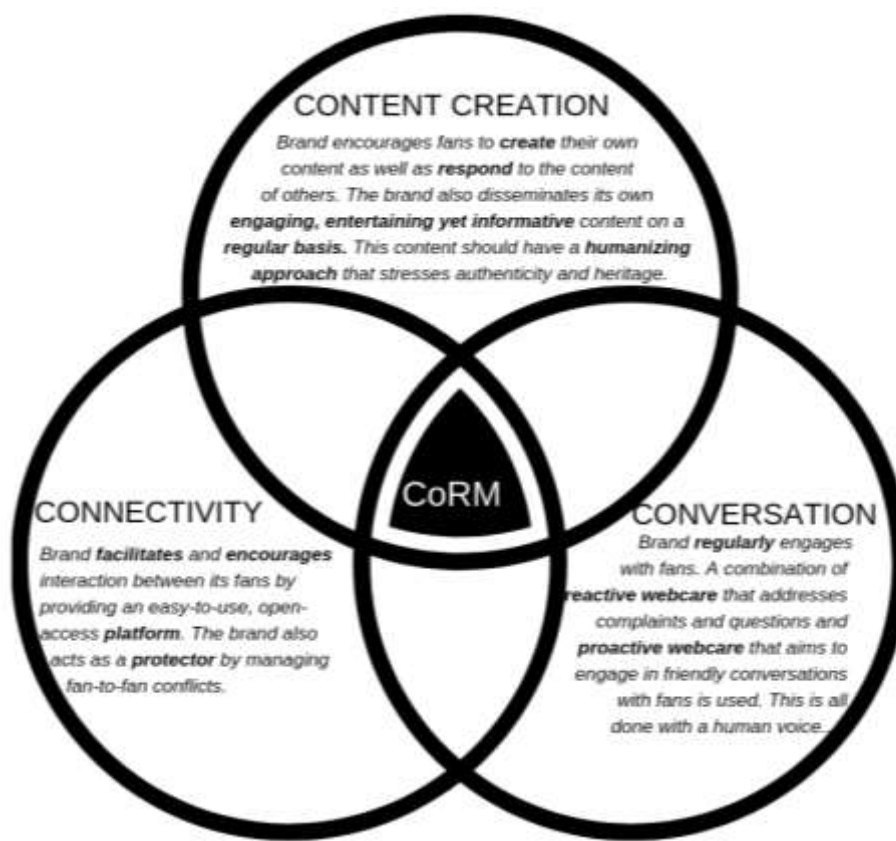 CONTENT CREATION
Brand encourages fans to create their own
content as well as respond to the content
of others. The brand also disseminates its own
engaging, entertaining yet informative content on a
regular basis. This content should have a humanizing
approach that stresses authenticity and heritage.
CoRM
CONNECTIVITY
Brand facilitates and encourages
interaction between its fans by
providing an easy-to-use, open-
access platform. The brand also
acts as a protector by managing
fan-to-fan conflicts.
CONVERSATION
Brand regularly engages
with fans. A combination of
reactive webcare that addresses
complaints and questions and
proactive webcare that aims to
engage in friendly conversations
with fans is used. This is all
done with a human voice..